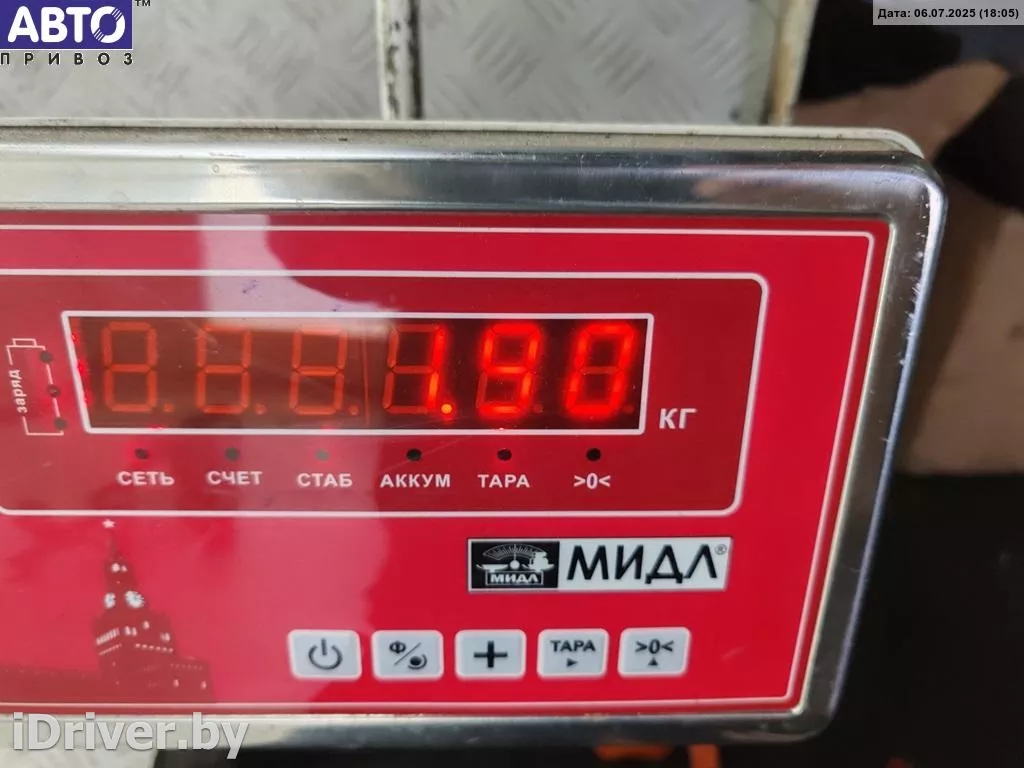 АВТО™
ПРИВОЗ
Дата: 06.07.2025 (18:05)
заряд
1.90
КГ
СЕТЬ СЧЕТ СТАБ АККУМ ТАРА >0<
МИДЛ МИДЛ®
Ф ТАРА >0<
iDriver.by